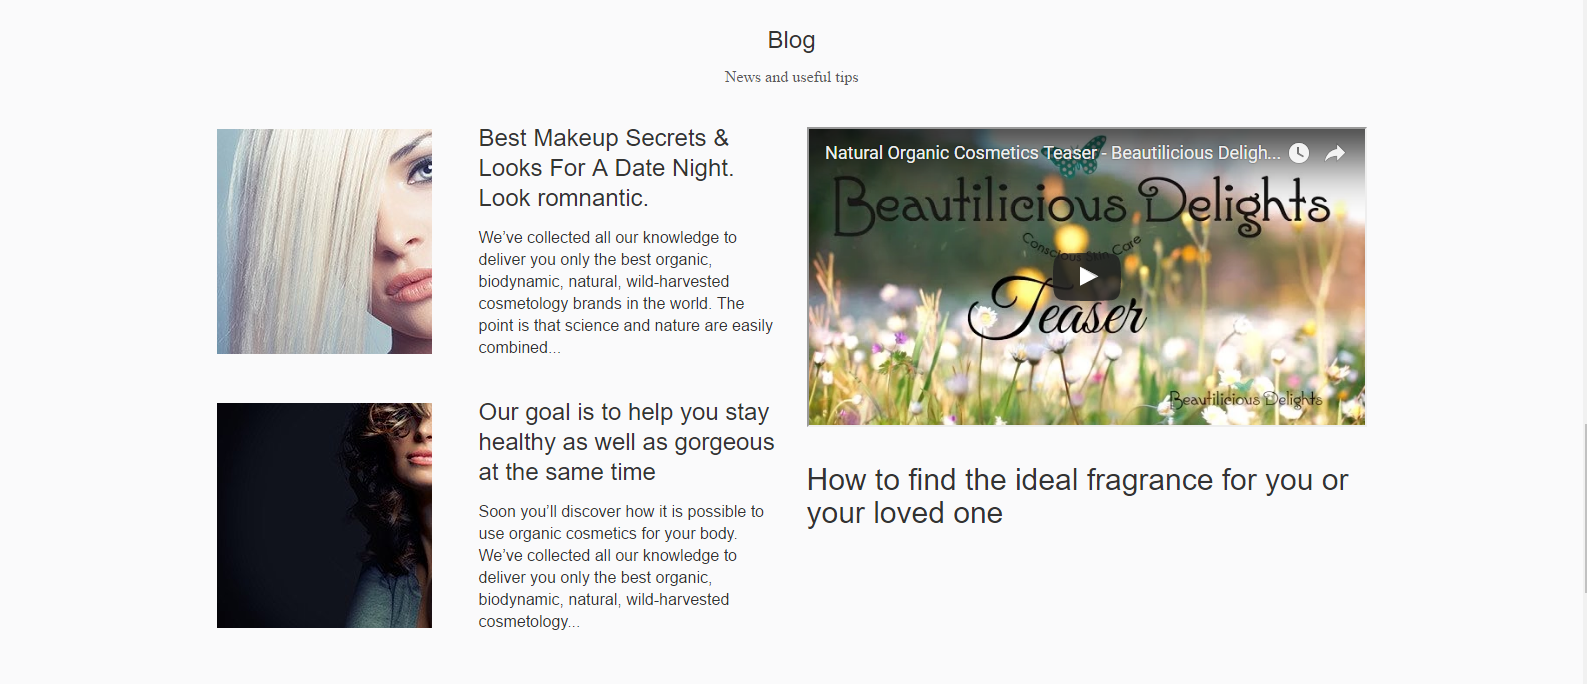 Blog
News and useful tips
Best Makeup Secrets &
Looks For A Date Night.
Look romnantic.
We’ve collected all our knowledge to
deliver you only the best organic,
biodynamic, natural, wild-harvested
cosmetology brands in the world. The
point is that science and nature are easily
combined...
Our goal is to help you stay
healthy as well as gorgeous
at the same time
Soon you’ll discover how it is possible to
use organic cosmetics for your body.
We’ve collected all our knowledge to
deliver you only the best organic,
biodynamic, natural, wild-harvested
cosmetology...
Natural Organic Cosmetics Teaser - Beautilicious Deligh...
Beautilicious Delights
Conscious Skin Care
Teaser
Beautilicious Delights
How to find the ideal fragrance for you or
your loved one